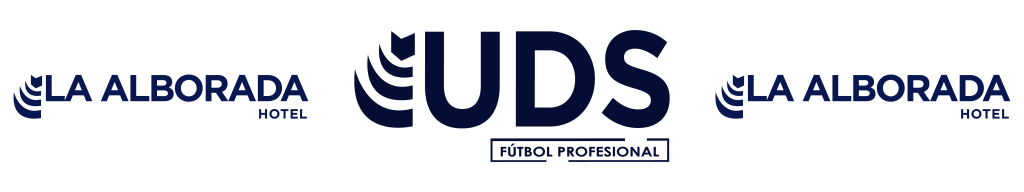 LA ALBORADA
HOTEL
UDS
FÚTBOL PROFESIONAL
LA ALBORADA
HOTEL